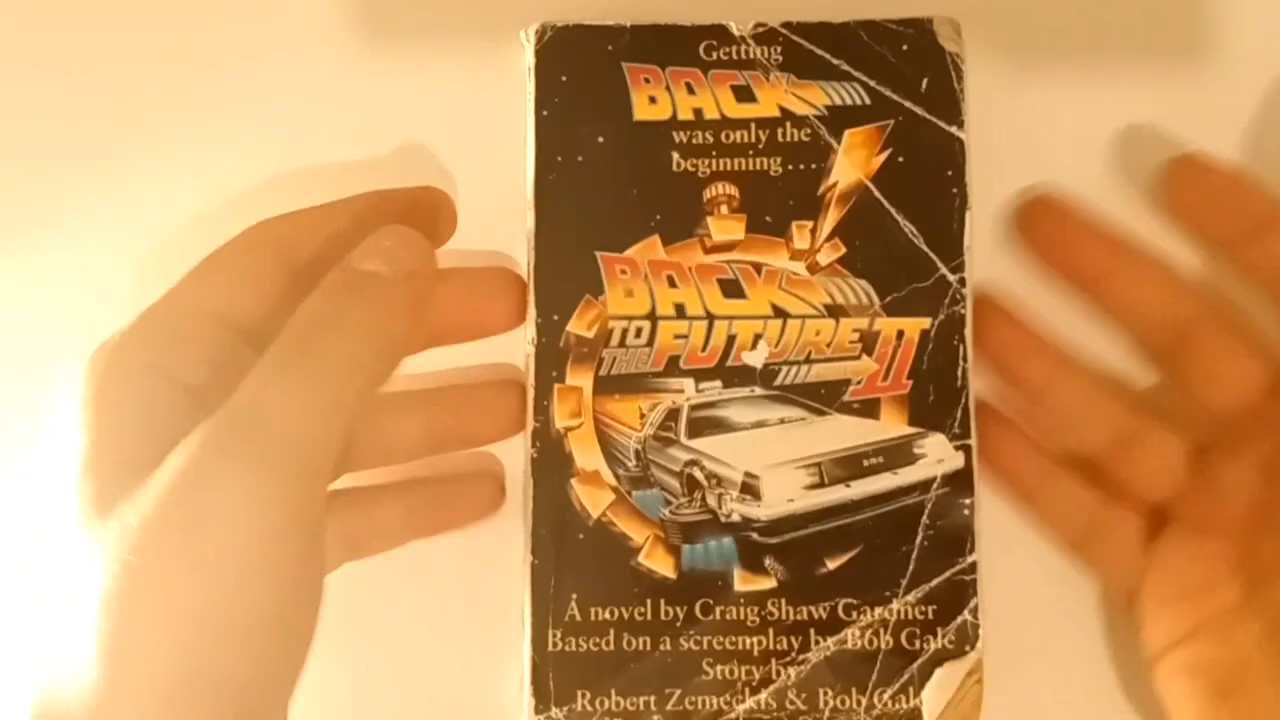 Getting
BACK
was only the
beginning....
BACK
TO
THE FUTURE II
DMC
A novel by Craig Shaw Gardner
Based on a screenplay by Bob Gale
Story by
Robert Zemeckis & Bob Gale